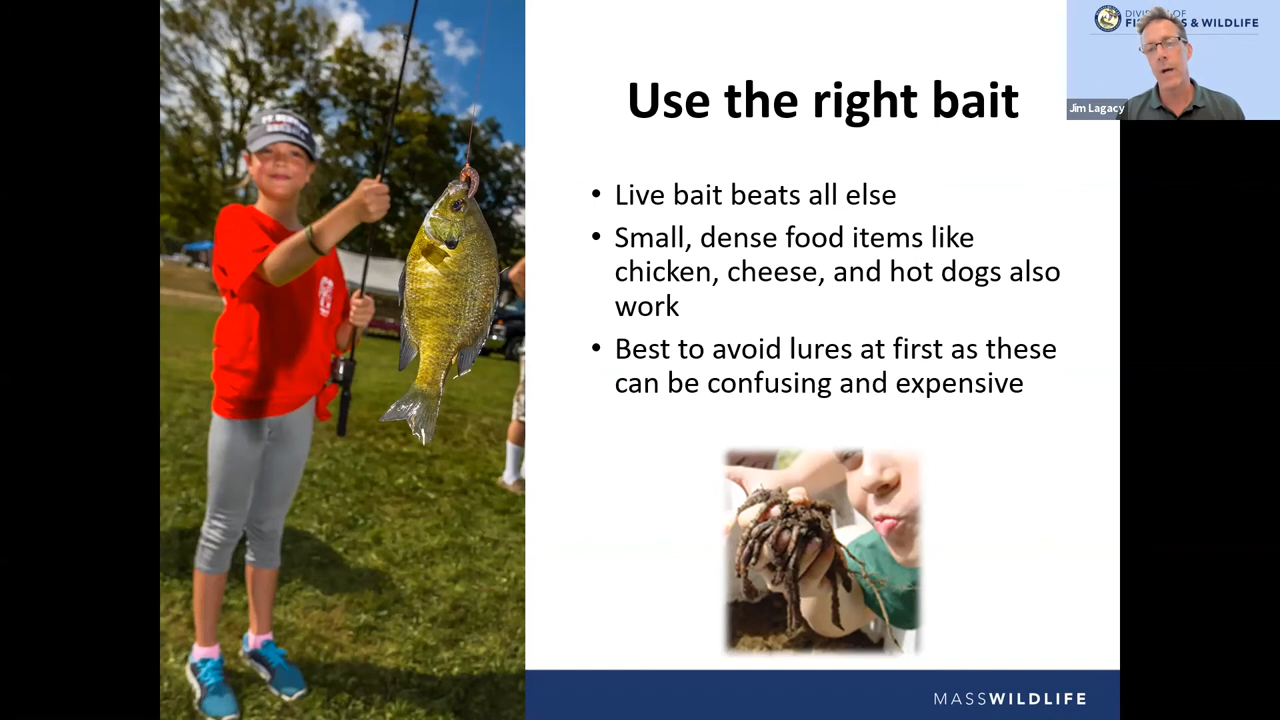 Use the right bait
• Live bait beats all else
• Small, dense food items like
chicken, cheese, and hot dogs also
work
• Best to avoid lures at first as these
can be confusing and expensive
MASSWILDLIFE
DIVISION OF
& WILDLIFE
Jim Lagacy